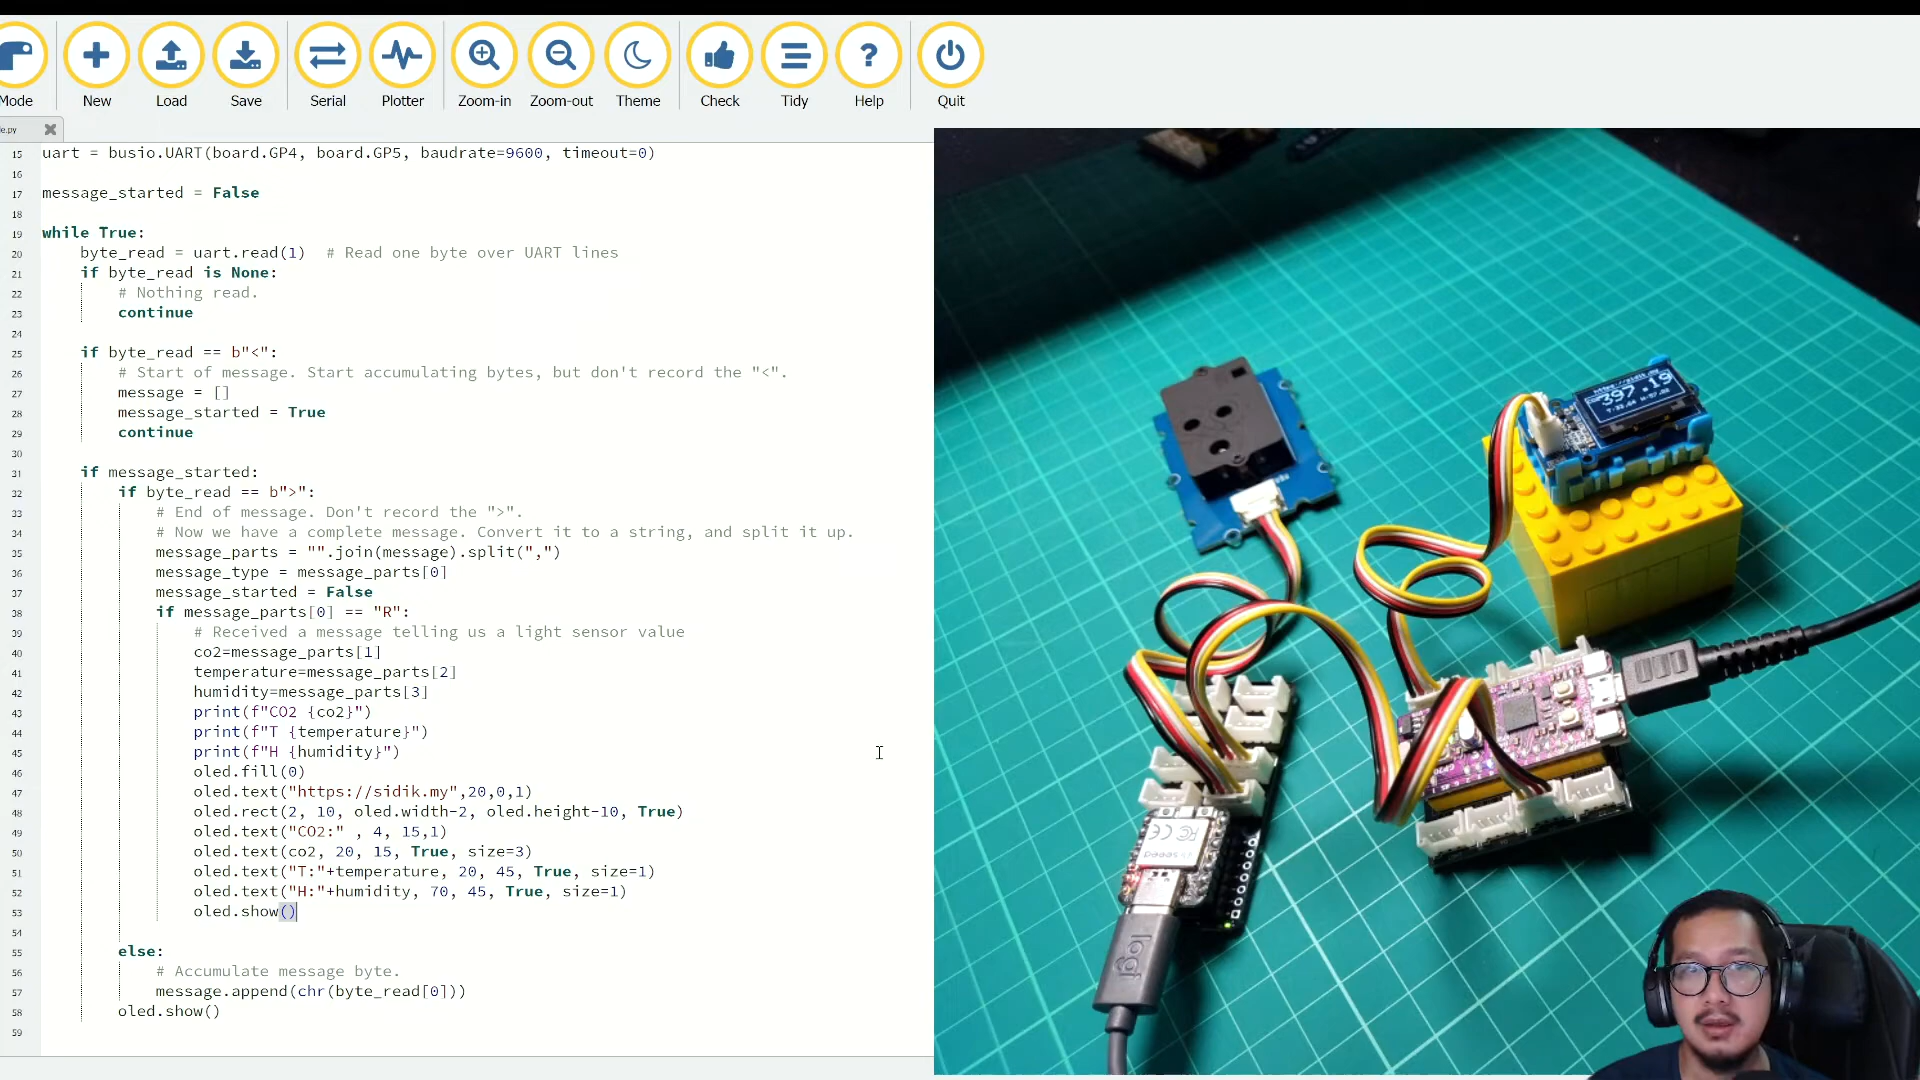 Mode
New
Load
Save
Serial
Plotter
Zoom-in
Zoom-out
Theme
Check
Tidy
Help
Quit
e.py
15 uart = busio.UART(board.GP4, board.GP5, baudrate=9600, timeout=0)
16
17 message_started = False
18
19 while True:
20 byte_read = uart.read(1) # Read one byte over UART lines
21 if byte_read is None:
22 # Nothing read.
23 continue
24
25 if byte_read == b"<":
26 # Start of message. Start accumulating bytes, but don't record the "<".
27 message = []
28 message_started = True
29 continue
30
31 if message_started:
32 if byte_read == b">":
33 # End of message. Don't record the ">".
34 # Now we have a complete message. Convert it to a string, and split it up.
35 message_parts = "".join(message).split(",")
36 message_type = message_parts[0]
37 message_started = False
38 if message_parts[0] == "R":
39 # Received a message telling us a light sensor value
40 co2=message_parts[1]
41 temperature=message_parts[2]
42 humidity=message_parts[3]
43 print(f"CO2 {co2}")
44 print(f"T {temperature}")
45 print(f"H {humidity}")
46 oled.fill(0)
47 oled.text("https://sidik.my",20,0,1)
48 oled.rect(2, 10, oled.width-2, oled.height-10, True)
49 oled.text("CO2:" , 4, 15,1)
50 oled.text(co2, 20, 15, True, size=3)
51 oled.text("T:"+temperature, 20, 45, True, size=1)
52 oled.text("H:"+humidity, 70, 45, True, size=1)
53 oled.show()
54
55 else:
56 # Accumulate message byte.
57 message.append(chr(byte_read[0]))
58 oled.show()
59
https://sidik.my
397.19
logi